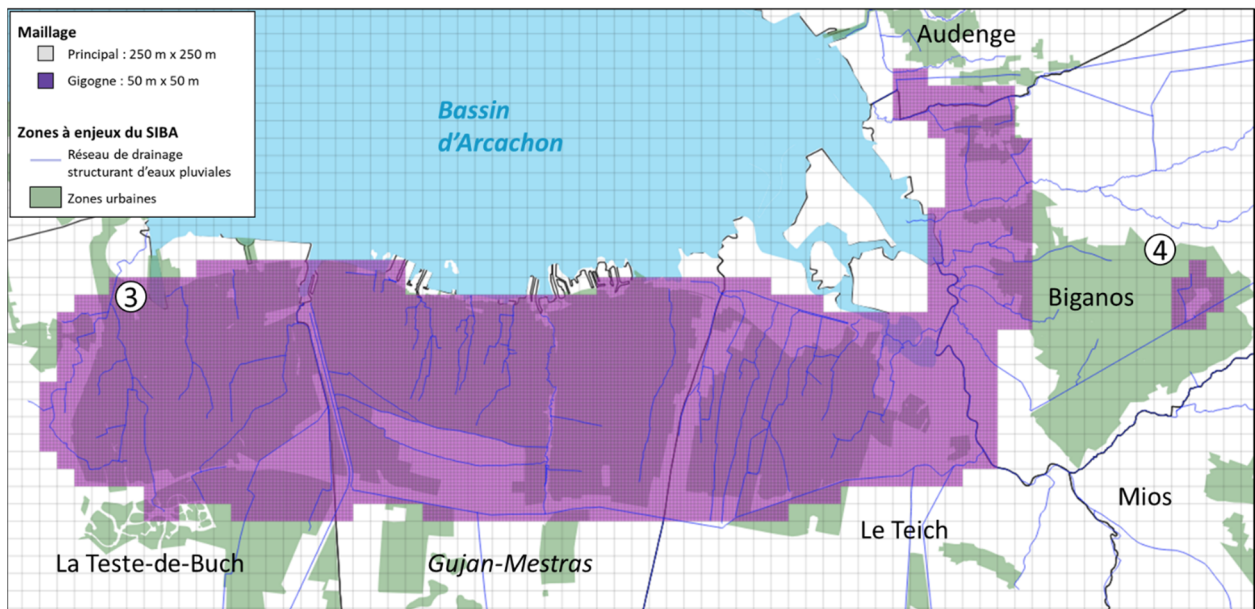 Maillage
Principal : 250 m x 250 m
Gigogne : 50 m x 50 m
Zones à enjeux du SIBA
Réseau de drainage
structurant d'eaux pluviales
Zones urbaines
Audenge
Bassin
d'Arcachon
4
3
Biganos
Mios
Le Teich
La Teste-de-Buch
Gujan-Mestras